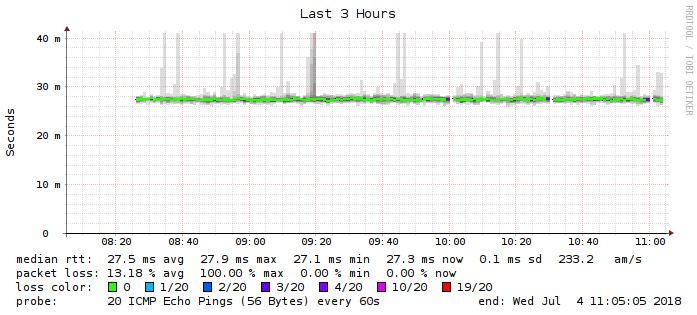 Last 3 Hours
RRDTOOL / TOBI OETIKER
Seconds
40 m
30 m
20 m
10 m
0
08:20 08:40 09:00 09:20 09:40 10:00 10:20 10:40 11:00
median rtt: 27.5 ms avg 27.9 ms max 27.1 ms min 27.3 ms now 0.1 ms sd 233.2 am/s
packet loss: 13.18 % avg 100.00 % max 0.00 % min 0.00 % now
loss color: 0 1/20 2/20 3/20 4/20 10/20 19/20
probe: 20 ICMP Echo Pings (56 Bytes) every 60s end: Wed Jul 4 11:05:05 2018